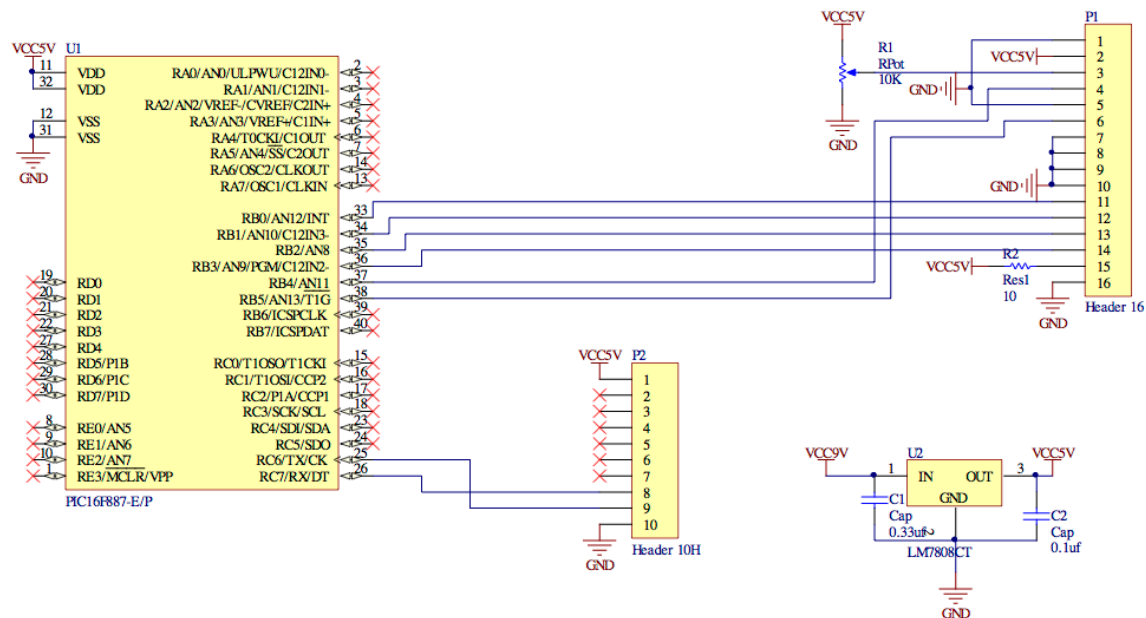 VCC5V
U1
11 VDD
32 VDD
12 VSS
31 VSS
GND
RA0/AN0/ULPWU/C12IN0- 2
RA1/AN1/C12IN1- 3
RA2/AN2/VREF-/CVREF/C2IN+ 4
RA3/AN3/VREF+/C1IN+ 5
RA4/T0CKI/C1OUT 6
RA5/AN4/SS/C2OUT 7
RA6/OSC2/CLKOUT 14
RA7/OSC1/CLKIN 13
RB0/AN12/INT 33
RB1/AN10/C12IN3- 34
RB2/AN8 35
RB3/AN9/PGM/C12IN2- 36
RB4/AN11 37
RB5/AN13/T1G 38
RB6/ICSPCLK 39
RB7/ICSPDAT 40
19 RD0
20 RD1
21 RD2
22 RD3
27 RD4
28 RD5/P1B
29 RD6/P1C
30 RD7/P1D
RC0/T1OSO/T1CKI 15
RC1/T1OSI/CCP2 16
RC2/P1A/CCP1 17
RC3/SCK/SCL 18
RC4/SDI/SDA 23
RC5/SDO 24
RC6/TX/CK 25
RC7/RX/DT 26
8 RE0/AN5
9 RE1/AN6
10 RE2/AN7
1 RE3/MCLR/VPP
PIC16F887-E/P
VCC5V
R1
RPot
10K
GND
P1
1
VCC5V 2
3
GND 4
5
6
7
8
9
GND 10
11
12
13
14
R2
VCC5V 15
Res1
10
16
GND
Header 16
VCC5V
P2
1
2
3
4
5
6
7
8
9
10
GND
Header 10H
VCC9V
U2
VCC5V
1 IN OUT 3
GND
C1
Cap
0.33uf
2
LM7808CT
C2
Cap
0.1uf
GND